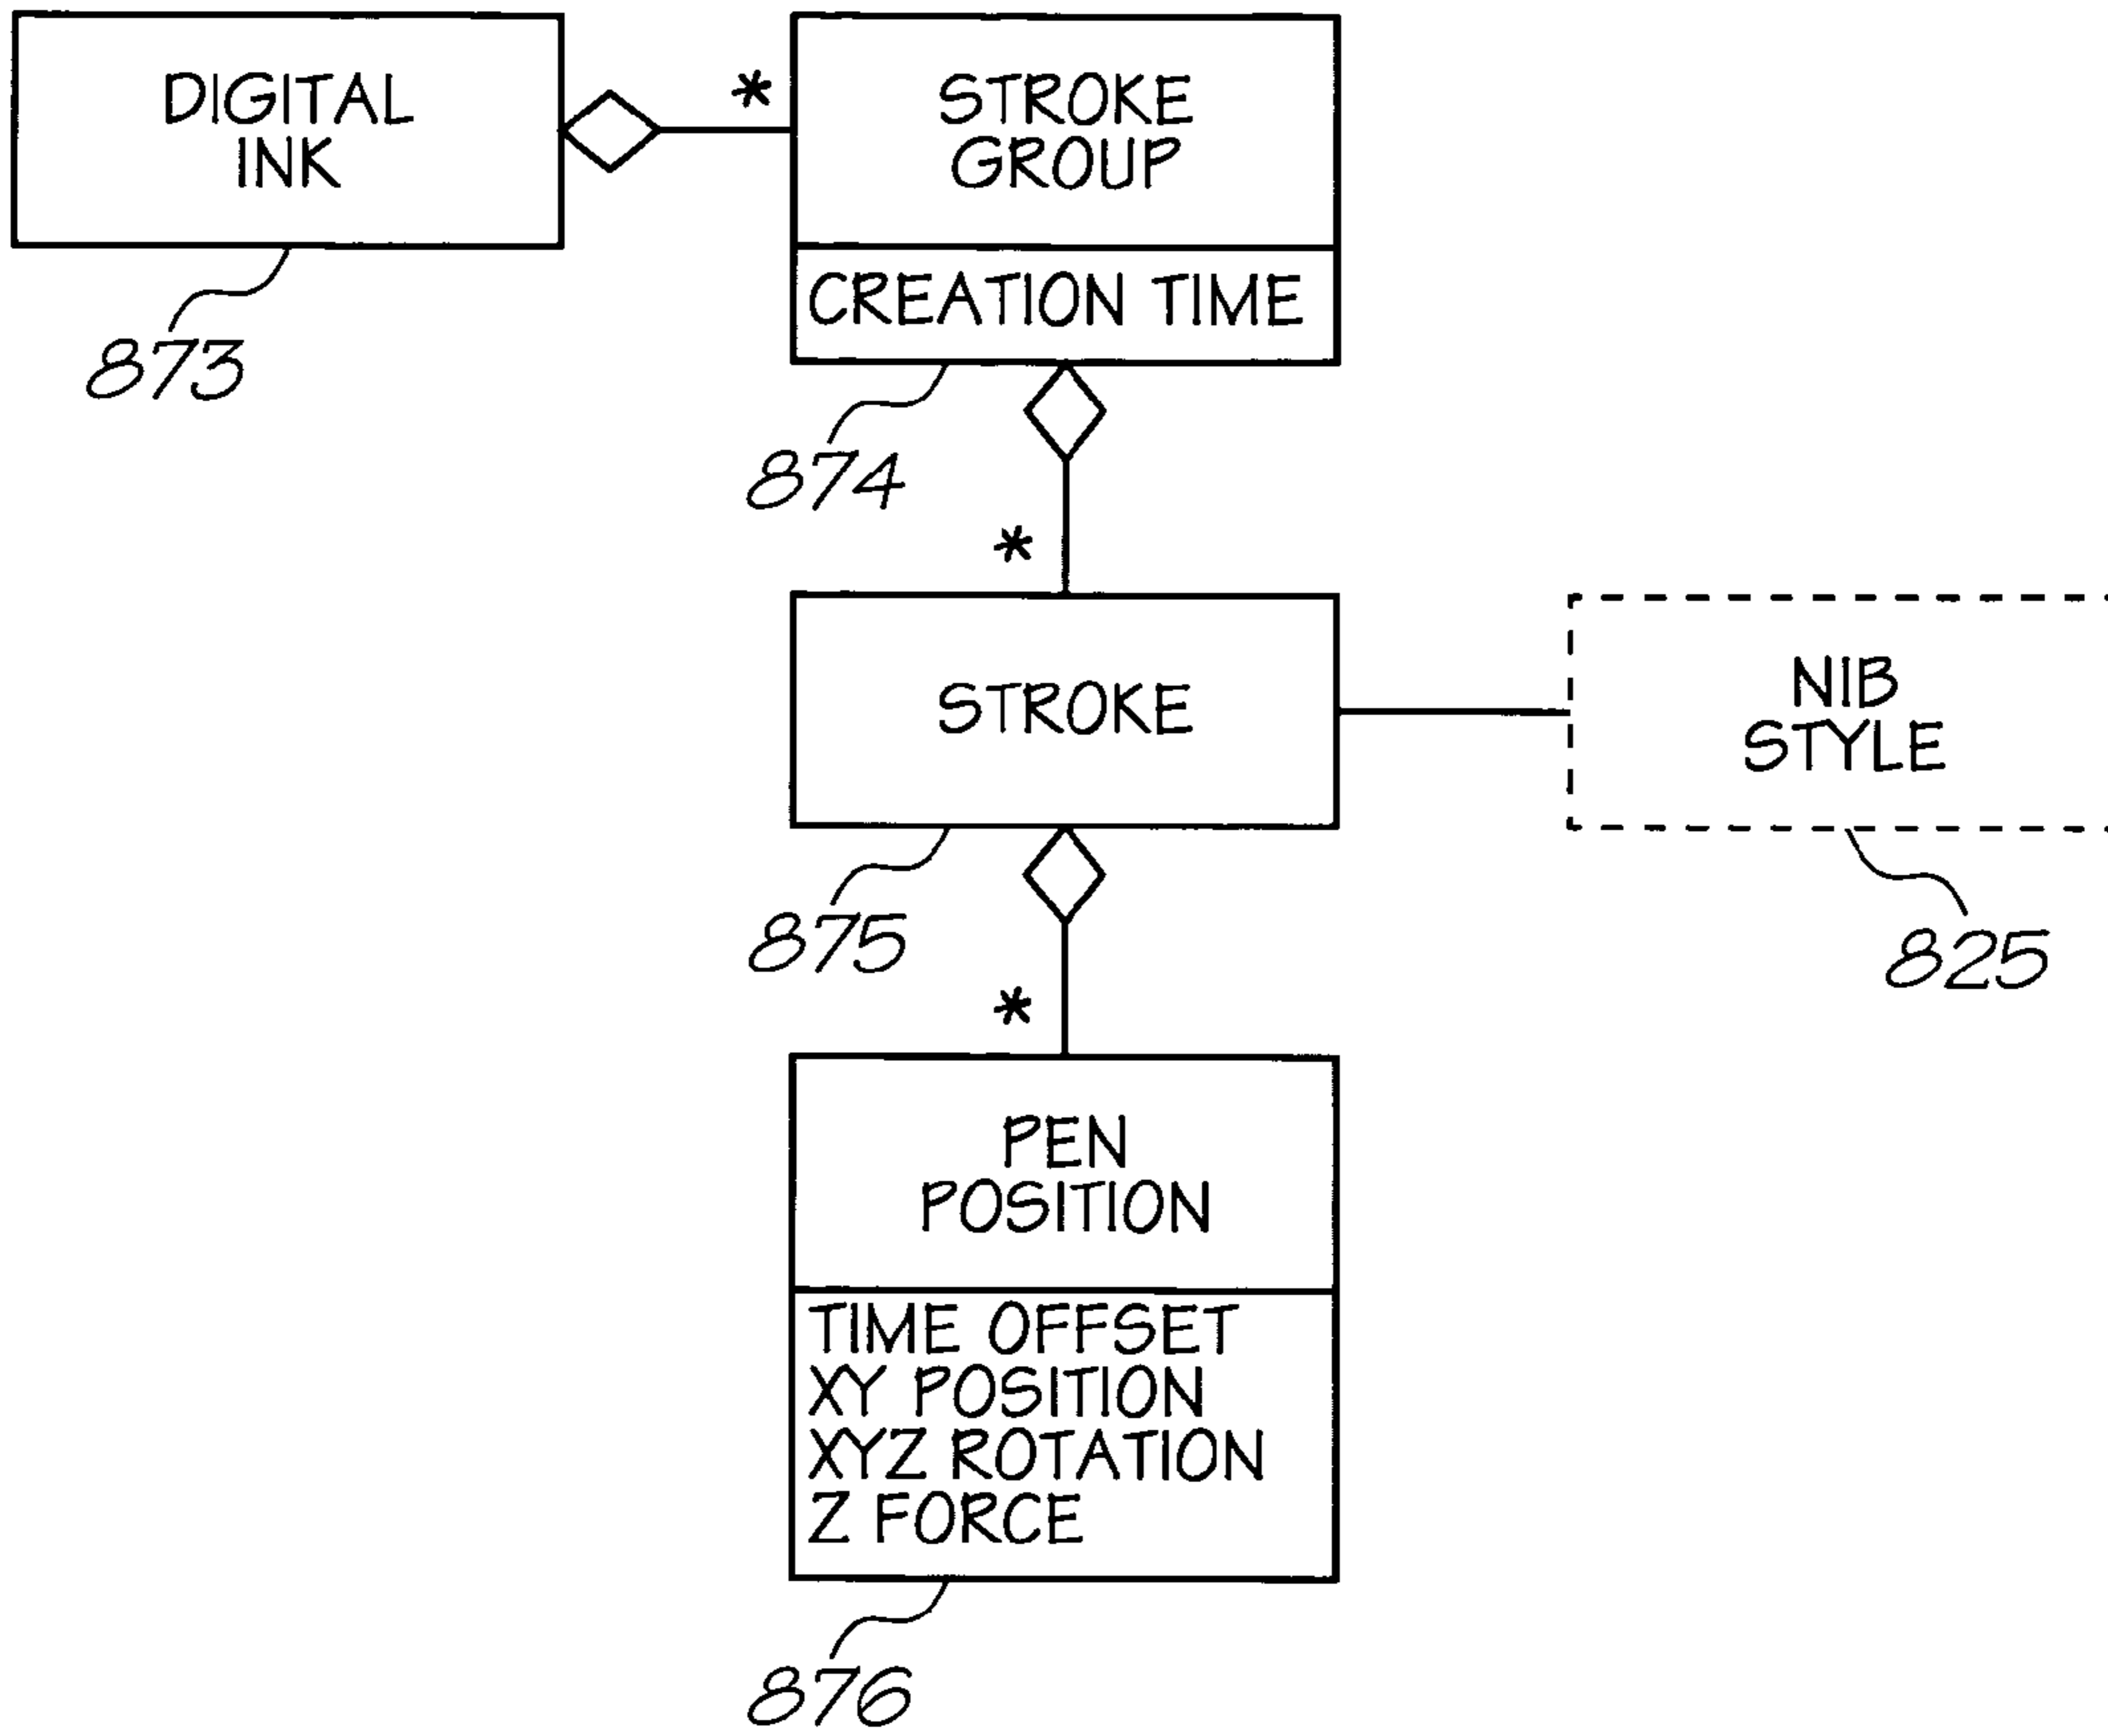 DIGITAL
INK
*
STROKE
GROUP
CREATION TIME
873
874
*
STROKE
NIB
STYLE
875
825
*
PEN
POSITION
TIME OFFSET
XY POSITION
XYZ ROTATION
Z FORCE
876